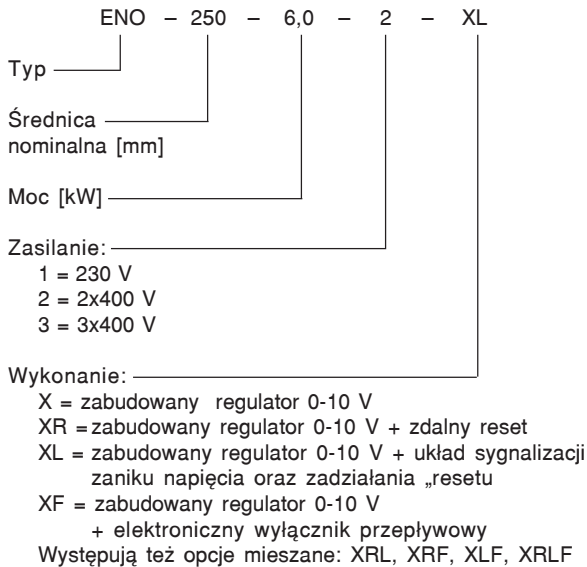 ENO – 250 – 6,0 – 2 – XL
Typ
Średnica
nominalna [mm]
Moc [kW]
Zasilanie:
1 = 230 V
2 = 2x400 V
3 = 3x400 V
Wykonanie:
X = zabudowany regulator 0-10 V
XR = zabudowany regulator 0-10 V + zdalny reset
XL = zabudowany regulator 0-10 V + układ sygnalizacji
zaniku napięcia oraz zadziałania „resetu
XF = zabudowany regulator 0-10 V
+ elektroniczny wyłącznik przepływowy
Występują też opcje mieszane: XRL, XRF, XLF, XRLF